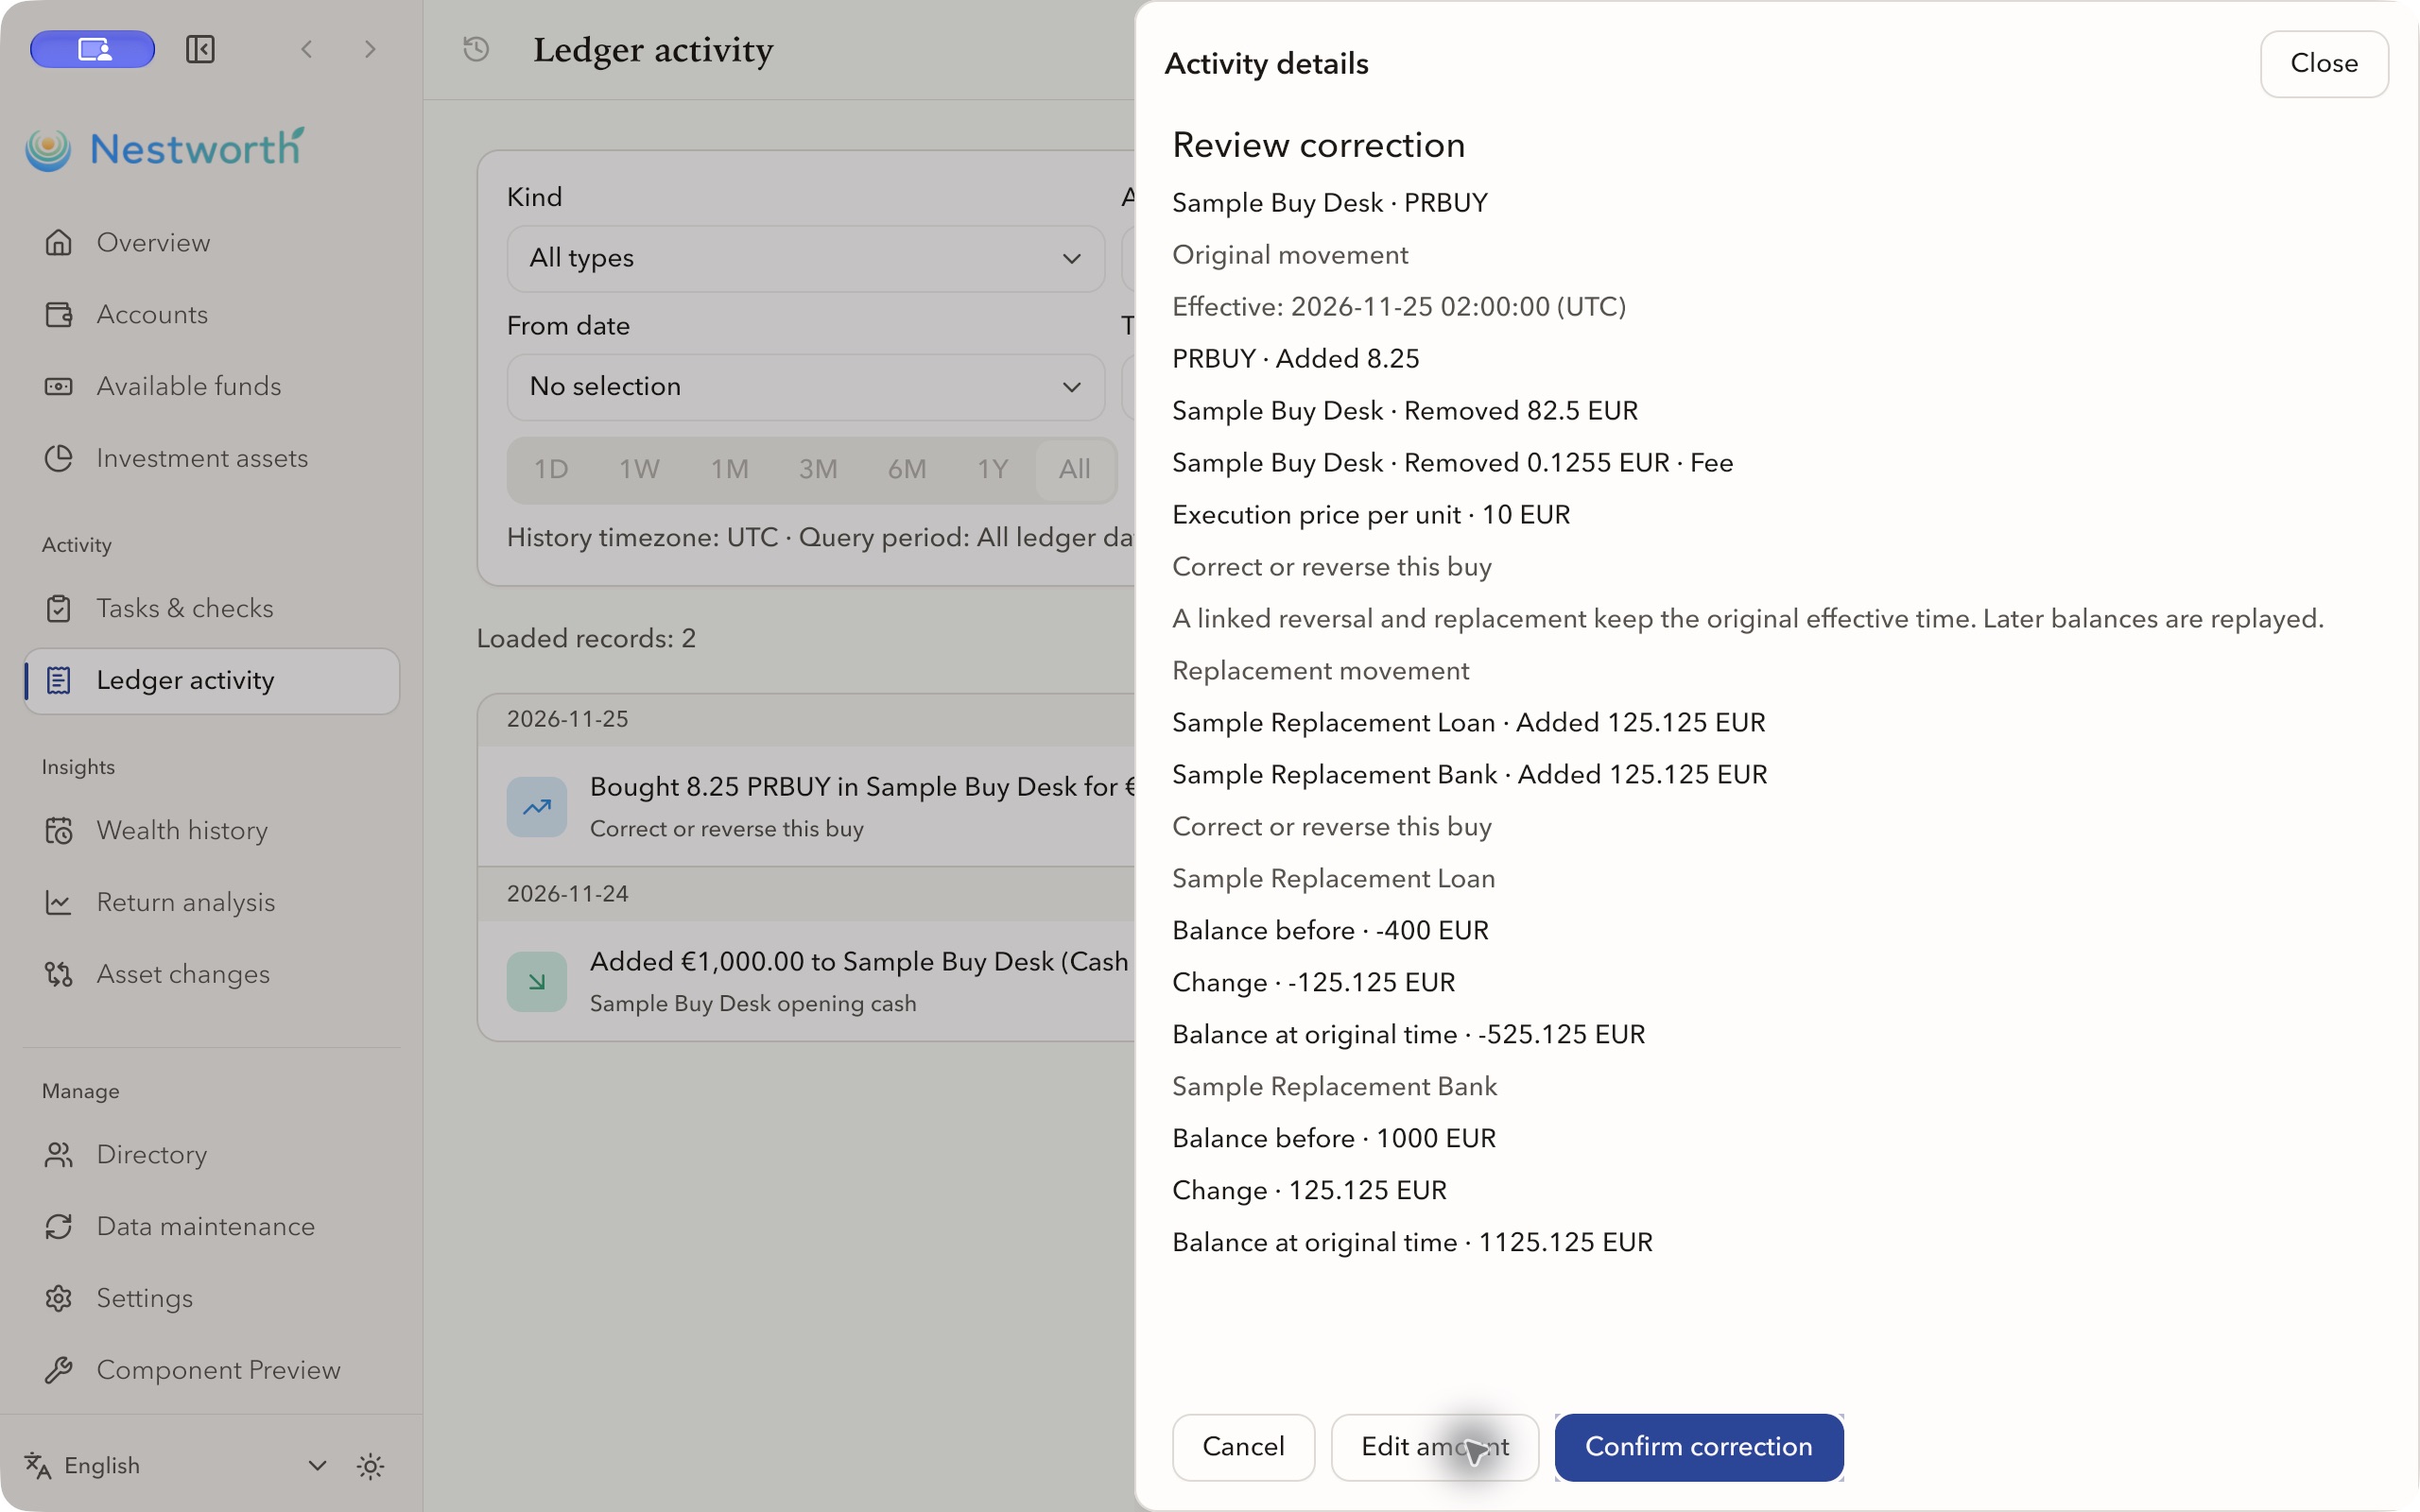 Nestworth
Overview
Accounts
Available funds
Investment assets
Activity
Tasks & checks
Ledger activity
Insights
Wealth history
Return analysis
Asset changes
Manage
Directory
Data maintenance
Settings
Component Preview
English
Ledger activity
Kind
All types
From date
No selection
1D 1W 1M 3M 6M 1Y All
History timezone: UTC · Query period: All ledger da
Loaded records: 2
2026-11-25
Bought 8.25 PRBUY in Sample Buy Desk for €
Correct or reverse this buy
2026-11-24
Added €1,000.00 to Sample Buy Desk (Cash
Sample Buy Desk opening cash
Activity details
Close
Review correction
Sample Buy Desk · PRBUY
Original movement
Effective: 2026-11-25 02:00:00 (UTC)
PRBUY · Added 8.25
Sample Buy Desk · Removed 82.5 EUR
Sample Buy Desk · Removed 0.1255 EUR · Fee
Execution price per unit · 10 EUR
Correct or reverse this buy
A linked reversal and replacement keep the original effective time. Later balances are replayed.
Replacement movement
Sample Replacement Loan · Added 125.125 EUR
Sample Replacement Bank · Added 125.125 EUR
Correct or reverse this buy
Sample Replacement Loan
Balance before · -400 EUR
Change · -125.125 EUR
Balance at original time · -525.125 EUR
Sample Replacement Bank
Balance before · 1000 EUR
Change · 125.125 EUR
Balance at original time · 1125.125 EUR
Cancel
Edit amount
Confirm correction